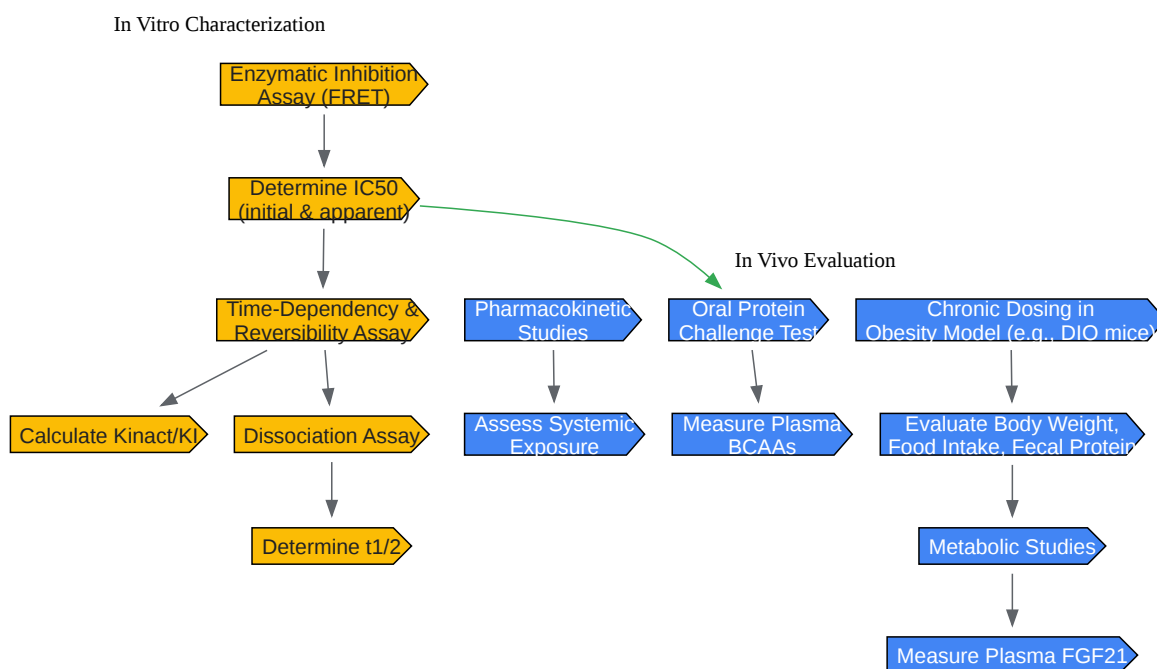 In Vitro Characterization
Enzymatic Inhibition
Assay (FRET)
Determine IC50
(initial & apparent)
In Vivo Evaluation
Time-Dependency &
Reversibility Assay
Pharmacokinetic
Studies
Oral Protein
Challenge Test
Chronic Dosing in
Obesity Model (e.g., DIO mice)
Calculate Kinact/KI
Dissociation Assay
Assess Systemic
Exposure
Measure Plasma
BCAAs
Evaluate Body Weight,
Food Intake, Fecal Protein
Determine t1/2
Metabolic Studies
Measure Plasma FGF21